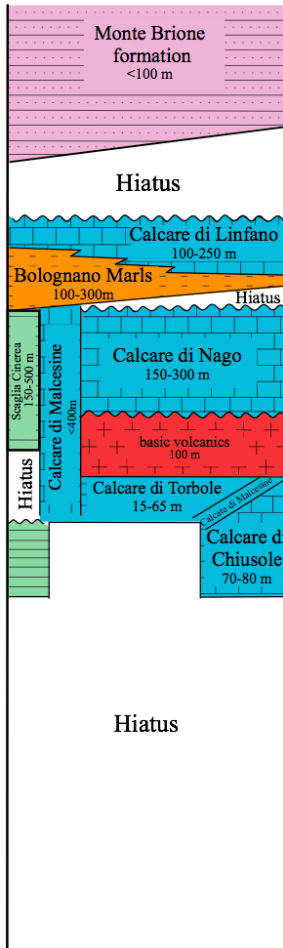 Monte Brione
formation
<100 m
Hiatus
Calcare di Linfano
100-250 m
Bolognano Marls
100-300m
Hiatus
Scaglia Cinerea
150-500 m
Calcare di Malcesine
<400m
Calcare di Nago
150-300 m
basic volcanics
100 m
Hiatus
Calcare di Torbole
15-65 m
Calcare di Malcesine
Calcare di
Chiusole
70-80 m
Hiatus